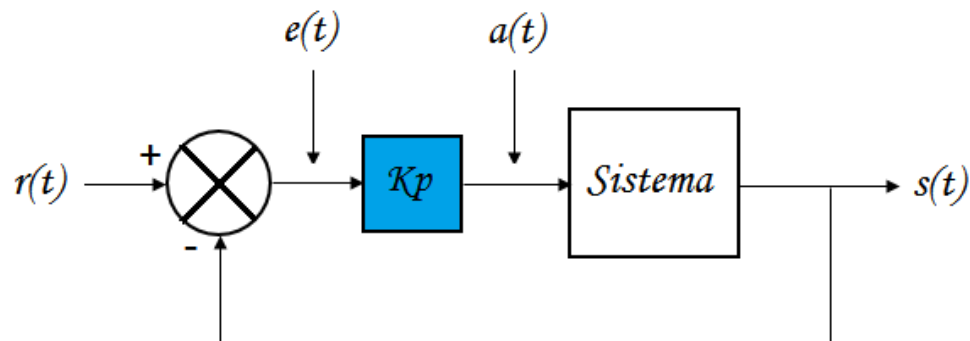 e(t)
a(t)
+
r(t)
Kp
Sistema
s(t)
-